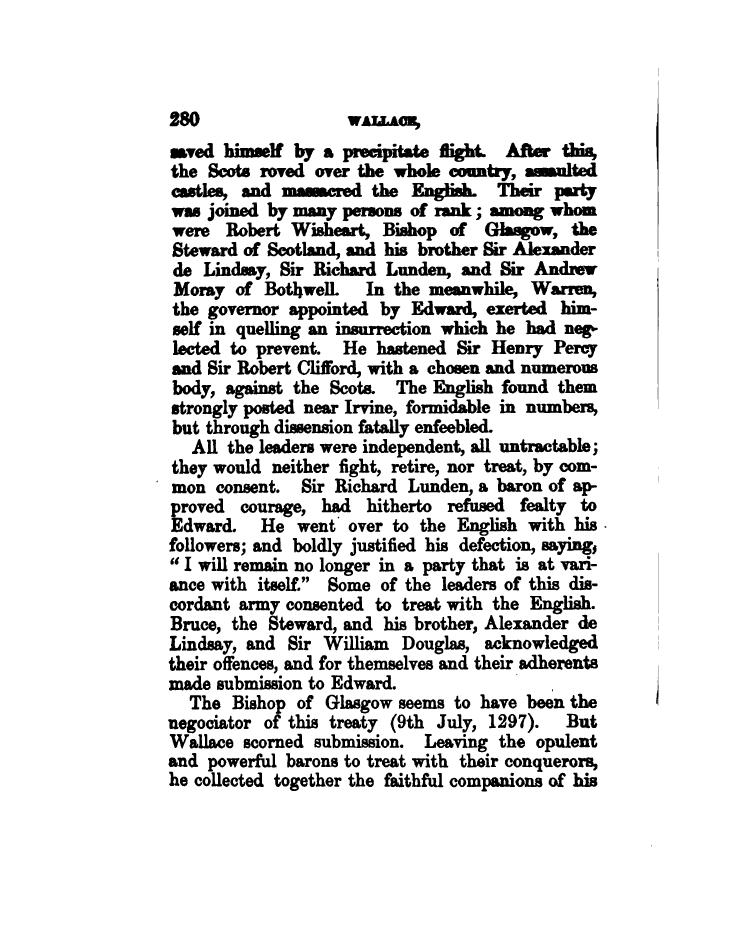 280 WALLACE,
saved himself by a precipitate flight. After this,
the Scots roved over the whole country, assaulted
castles, and massacred the English. Their party
was joined by many persons of rank; among whom
were Robert Wisheart, Bishop of Glasgow, the
Steward of Scotland, and his brother Sir Alexander
de Lindsay, Sir Richard Lunden, and Sir Andrew
Moray of Bothwell. In the meanwhile, Warren,
the governor appointed by Edward, exerted him-
self in quelling an insurrection which he had neg-
lected to prevent. He hastened Sir Henry Percy
and Sir Robert Clifford, with a chosen and numerous
body, against the Scots. The English found them
strongly posted near Irvine, formidable in numbers,
but through dissension fatally enfeebled.
All the leaders were independent, all untractable;
they would neither fight, retire, nor treat, by com-
mon consent. Sir Richard Lunden, a baron of ap-
proved courage, had hitherto refused fealty to
Edward. He went over to the English with his
followers; and boldly justified his defection, saying,
“I will remain no longer in a party that is at vari-
ance with itself.” Some of the leaders of this dis-
cordant army consented to treat with the English.
Bruce, the Steward, and his brother, Alexander de
Lindsay, and Sir William Douglas, acknowledged
their offences, and for themselves and their adherents
made submission to Edward.
The Bishop of Glasgow seems to have been the
negociator of this treaty (9th July, 1297). But
Wallace scorned submission. Leaving the opulent
and powerful barons to treat with their conquerors,
he collected together the faithful companions of his